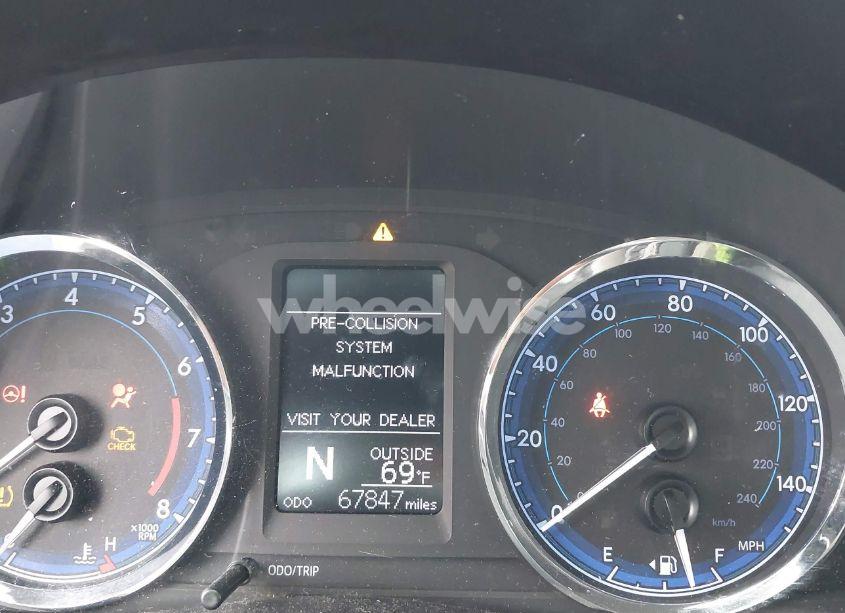 wheelwise
PRE-COLLISION
SYSTEM
MALFUNCTION
VISIT YOUR DEALER
N OUTSIDE
69°F
ODO 67847 miles
ODO/TRIP
3 4 5 6 7 8
x1000
RPM
CHECK
H
0 20 40 60 80 100 120 140
MPH
0 20 40 60 80 100 120 140 160 180 200 220 240
km/h
E F